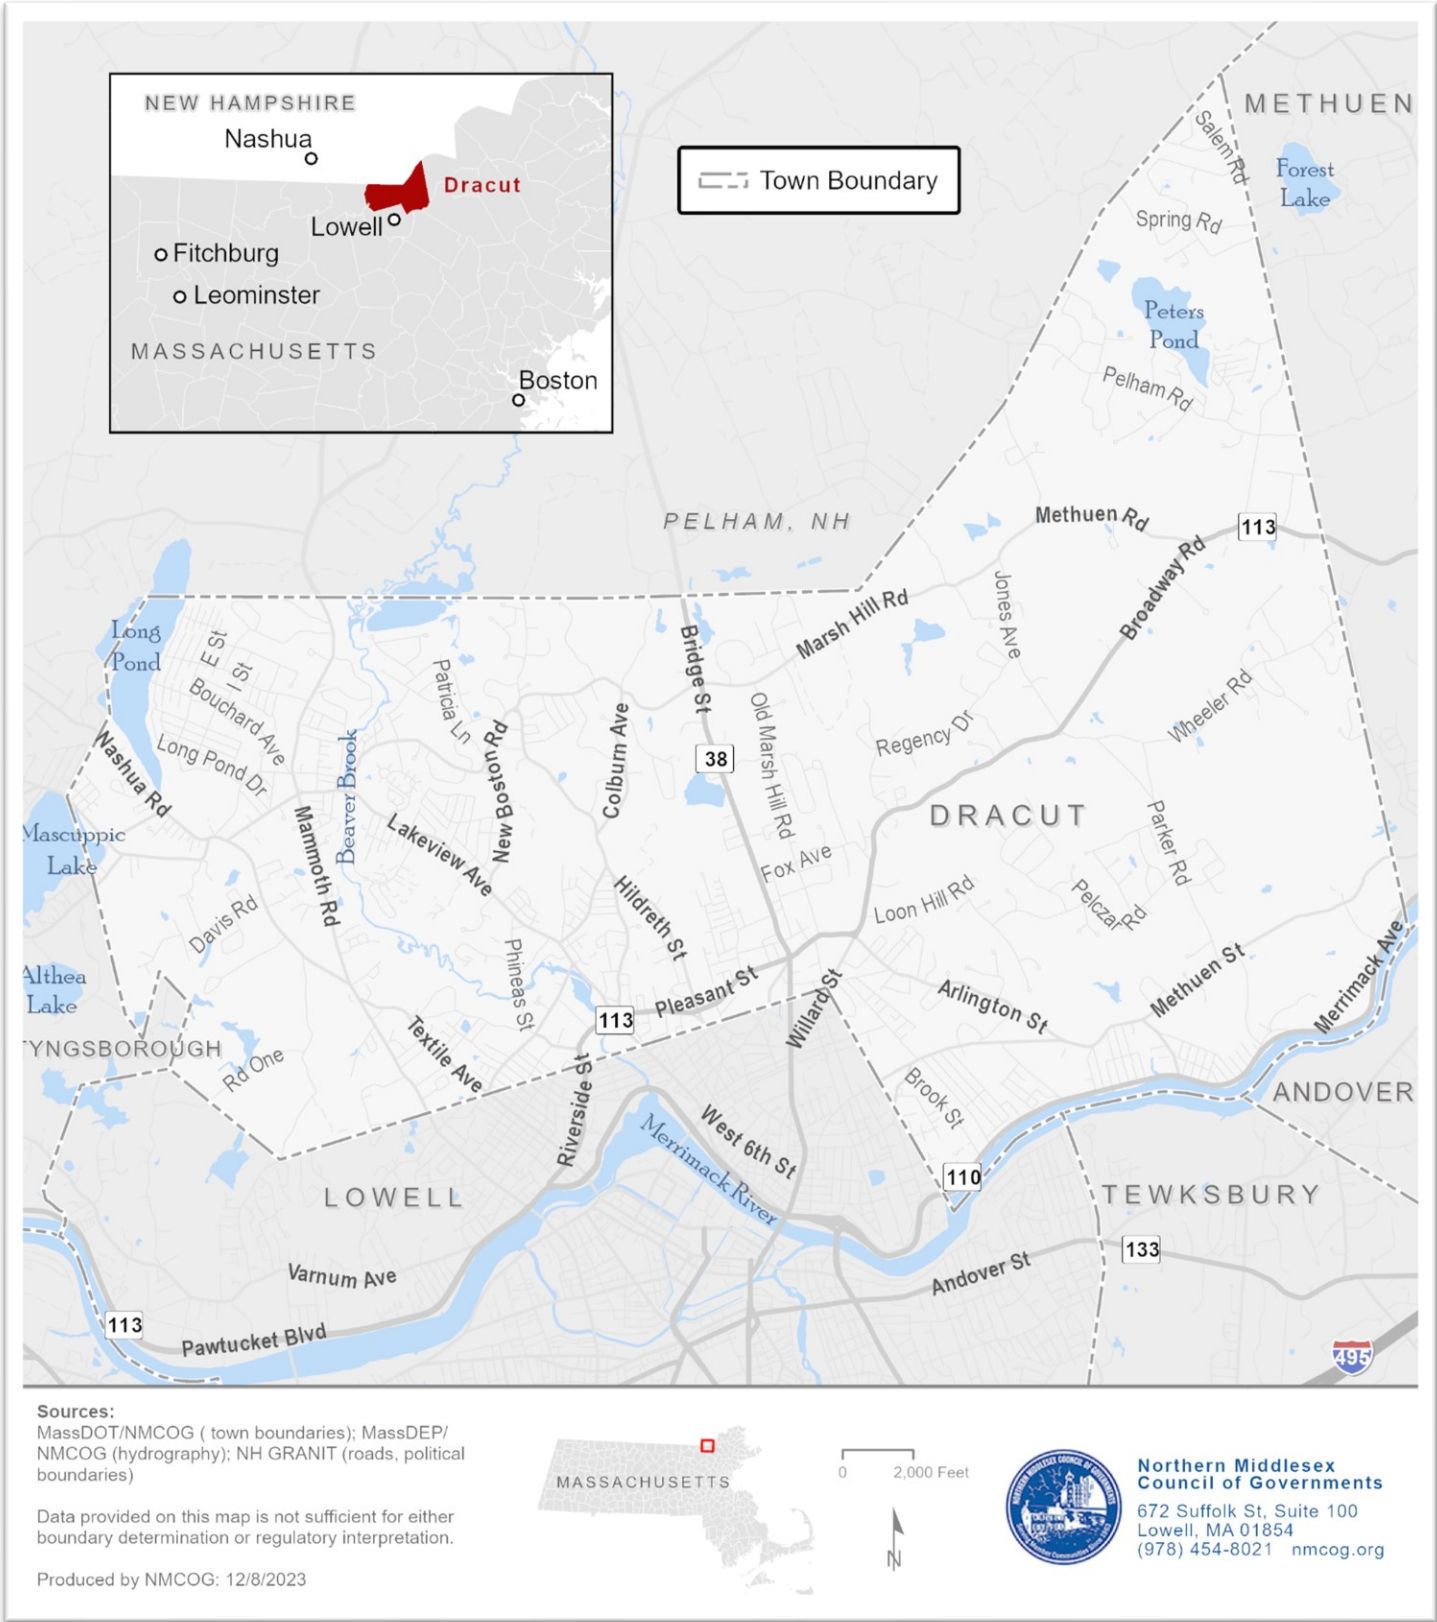 NEW HAMPSHIRE
Nashua
Dracut
Lowell
Fitchburg
Leominster
MASSACHUSETTS
Boston
Town Boundary
METHUEN
Salem Rd
Forest
Lake
Spring Rd
Peters
Pond
Pelham Rd
PELHAM, NH
Methuen Rd
113
Broadway Rd
Jones Ave
Marsh Hill Rd
Long
Pond
E St
I St
Bouchard Ave
Long Pond Dr
Nashua Rd
Patricia Ln
New Boston Rd
Colburn Ave
Bridge St
38
Old Marsh Hill Rd
Regency Dr
Wheeler Rd
Beaver Brook
Mammoth Rd
Lakeview Ave
DRACUT
Mascuppic
Lake
Fox Ave
Parker Rd
Hildreth St
Loon Hill Rd
Pelczar
Rd
Davis Rd
Phineas St
Althea
Lake
Pleasant St
113
Willard St
Arlington St
Methuen St
Merrimack Ave
TYNGSBOROUGH
Rd One
Textile Ave
Riverside St
Brook St
ANDOVER
West 6th St
Merrimack River
110
LOWELL
TEWKSBURY
133
Andover St
Varnum Ave
113
Pawtucket Blvd
495
Sources:
MassDOT/NMCOG ( town boundaries); MassDEP/
NMCOG (hydrography); NH GRANIT (roads, political
boundaries)
Data provided on this map is not sufficient for either
boundary determination or regulatory interpretation.
Produced by NMCOG: 12/8/2023
MASSACHUSETTS
0 2,000 Feet
N
NORTHERN MIDDLESEX COUNCIL OF GOVERNMENTS
Northern Middlesex
Council of Governments
672 Suffolk St, Suite 100
Lowell, MA 01854
(978) 454-8021 nmcog.org